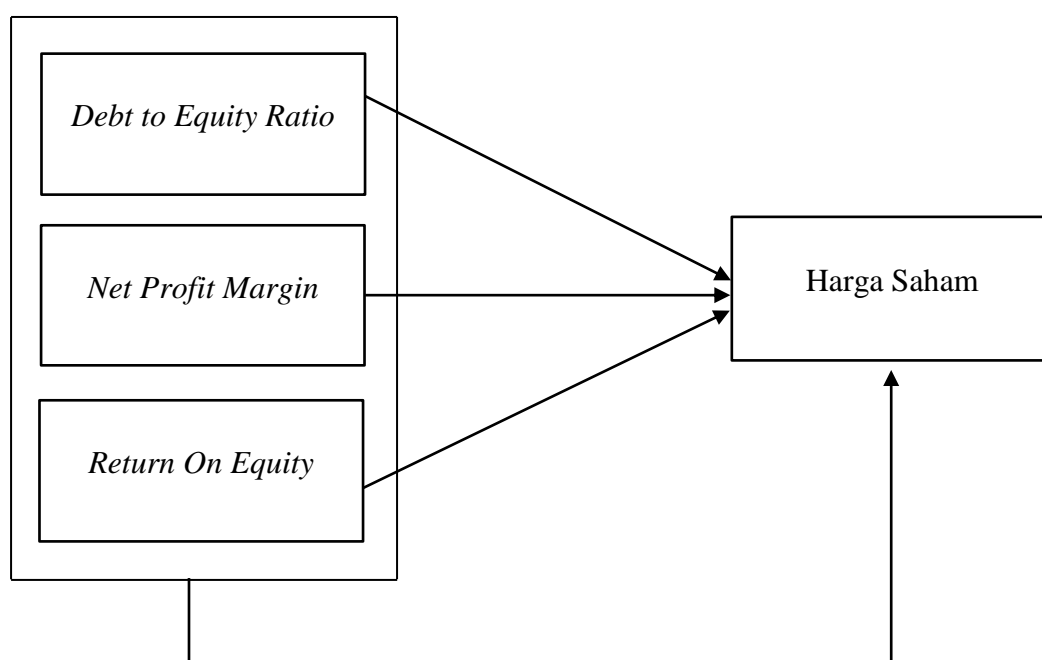 Debt to Equity Ratio
Net Profit Margin
Harga Saham
Return On Equity